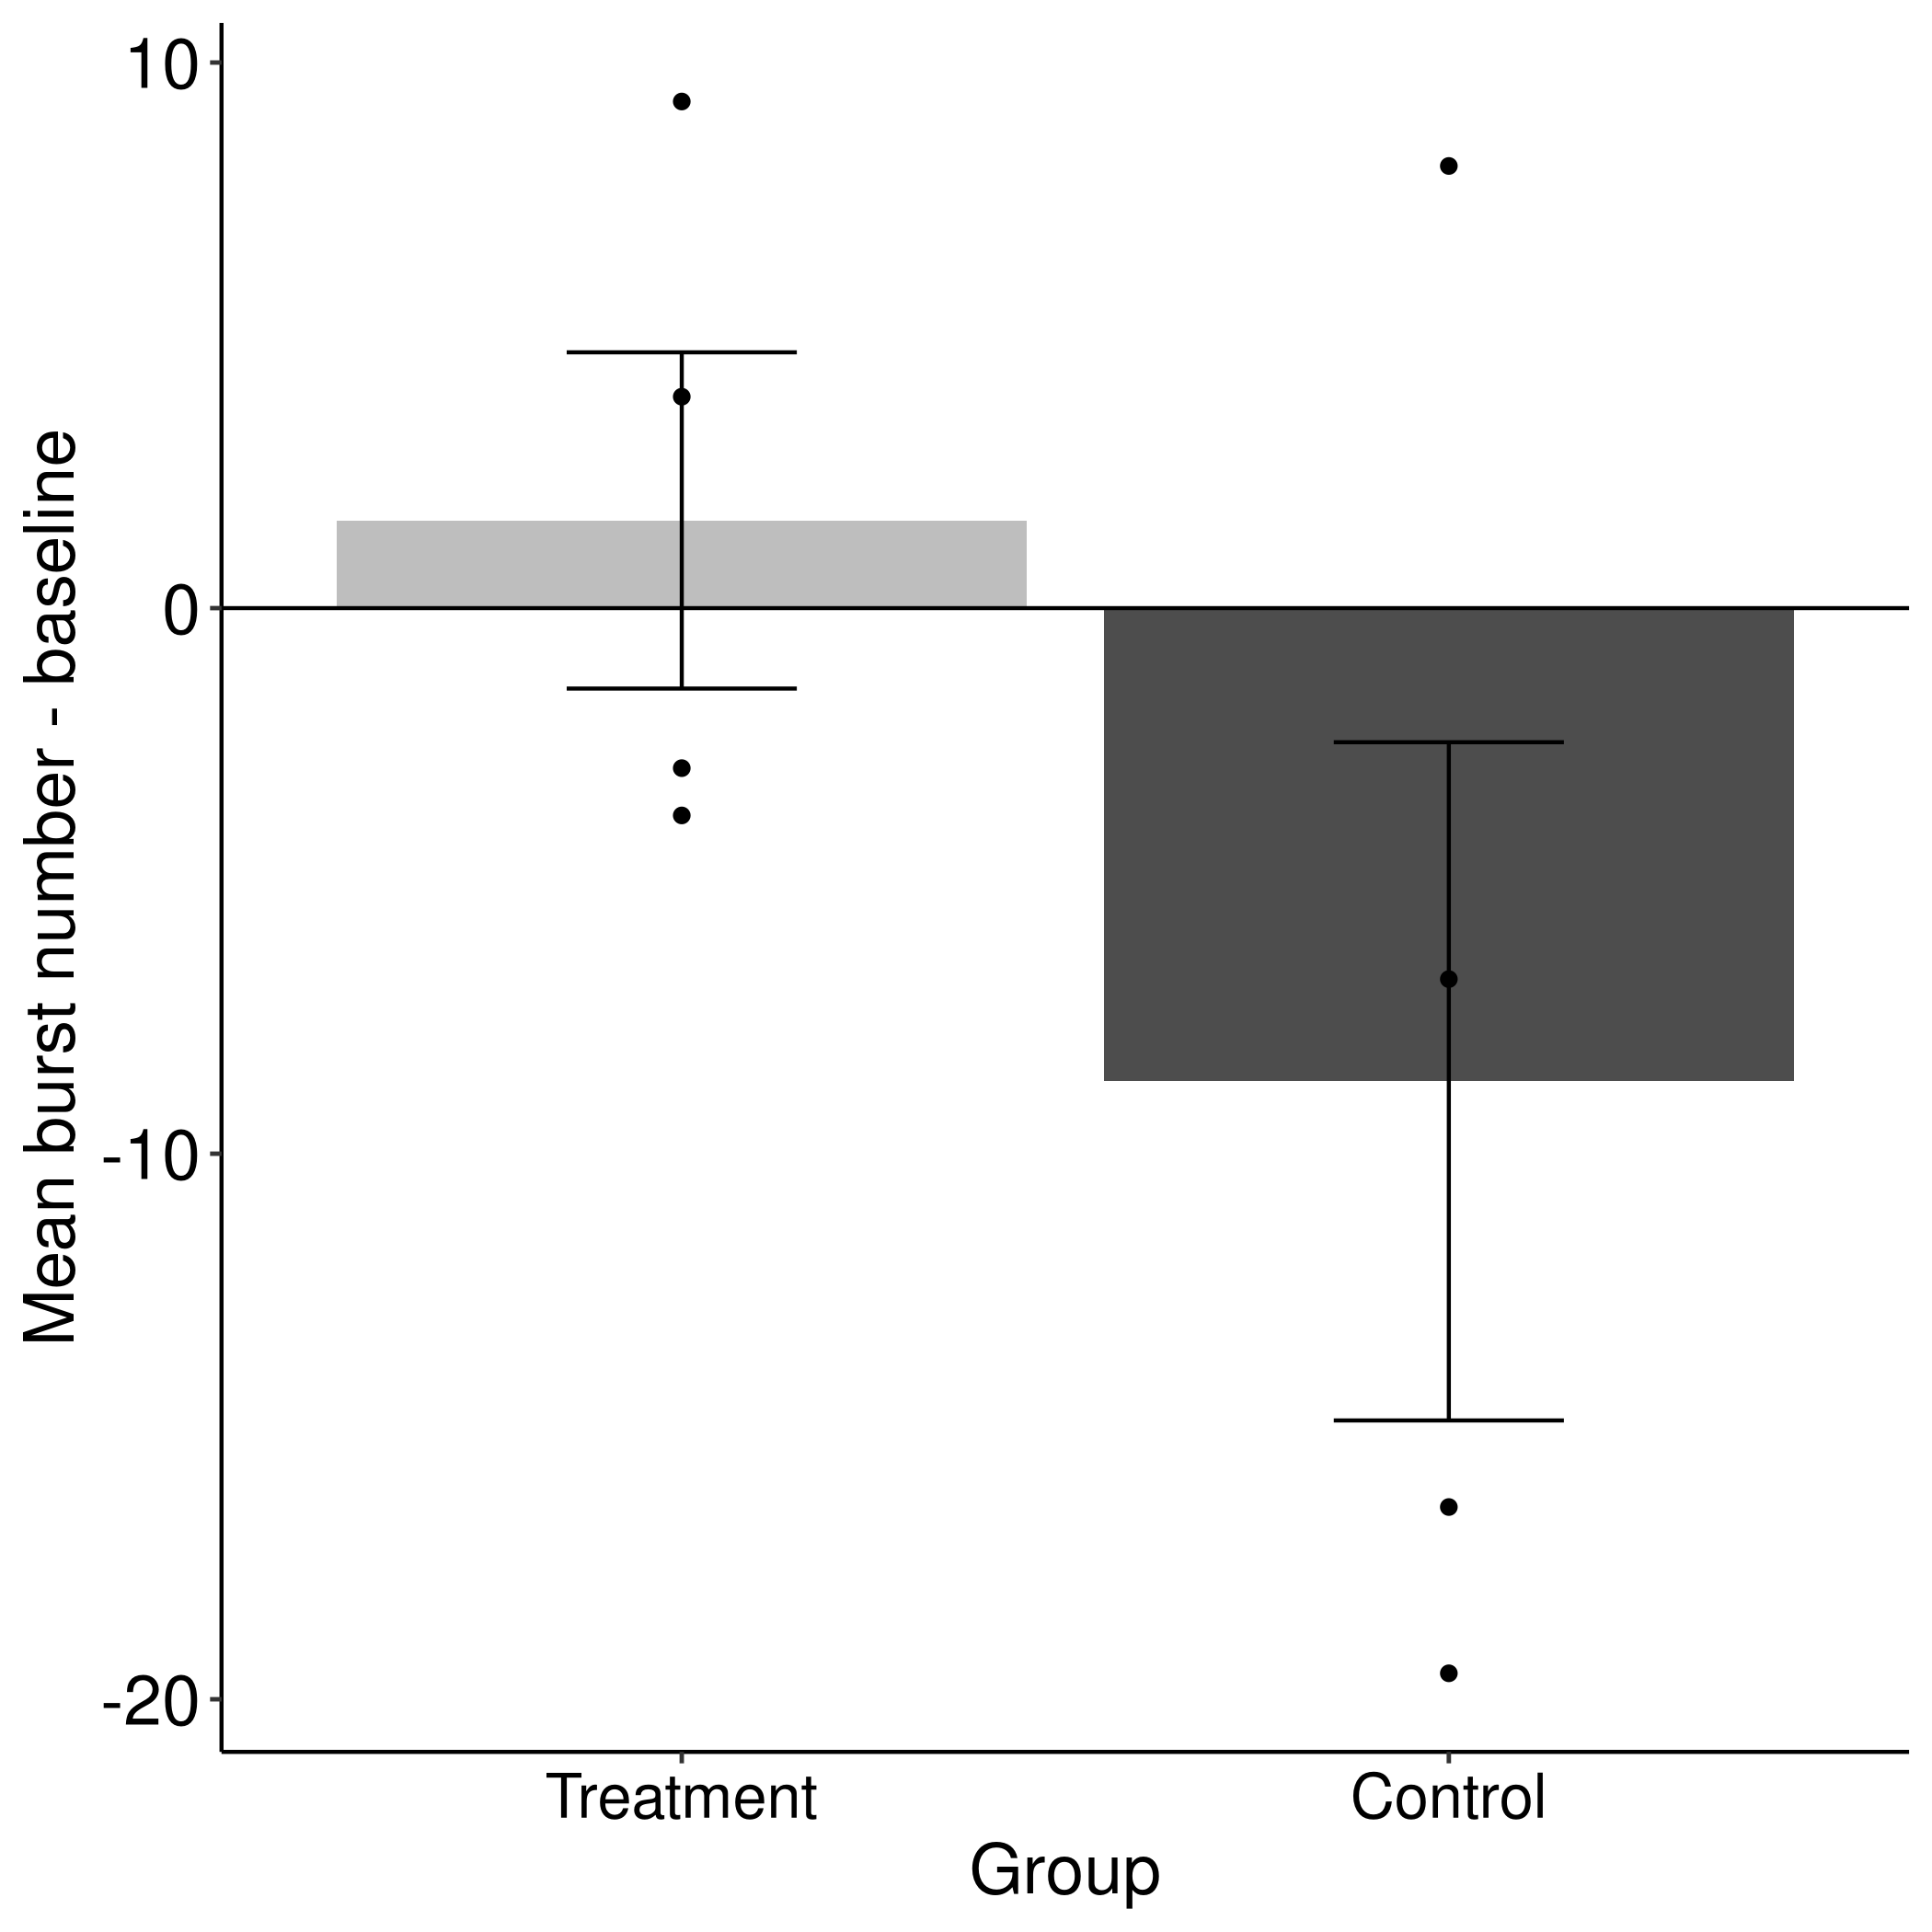 Mean burst number - baseline
10
0
-10
-20
Treatment
Control
Group